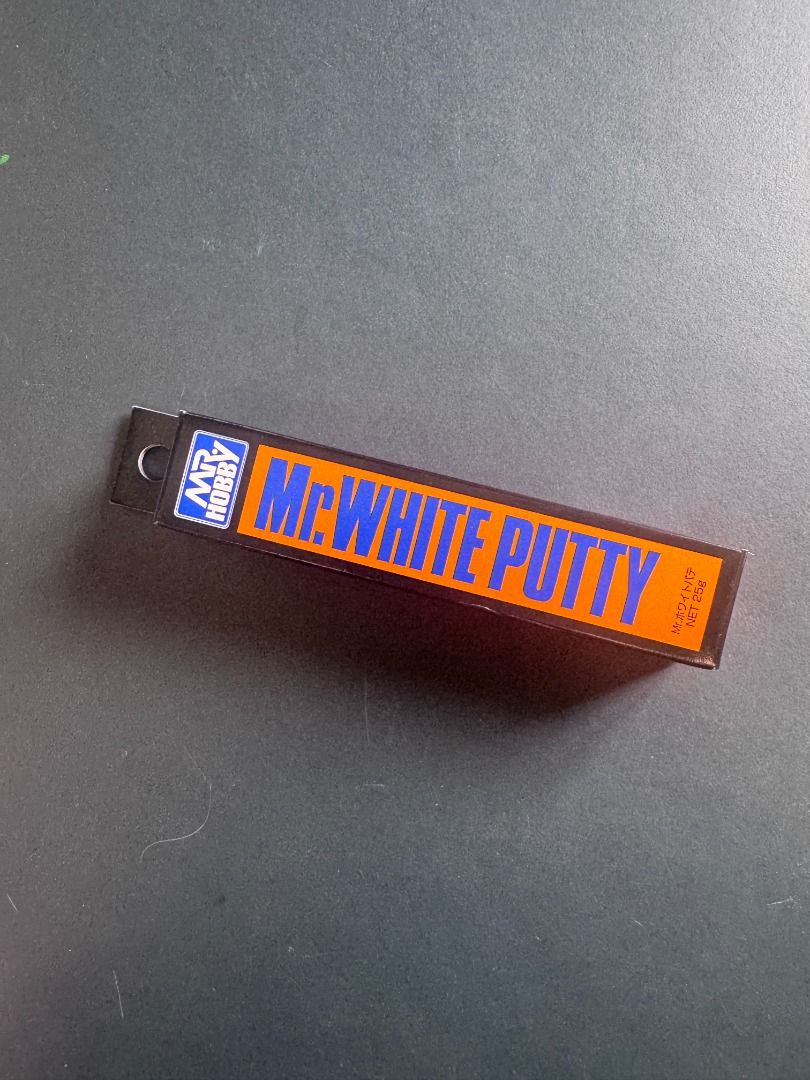 MR.
HOBBY
Mr.WHITE PUTTY
Mr.ホワイトパテ
NET 25g